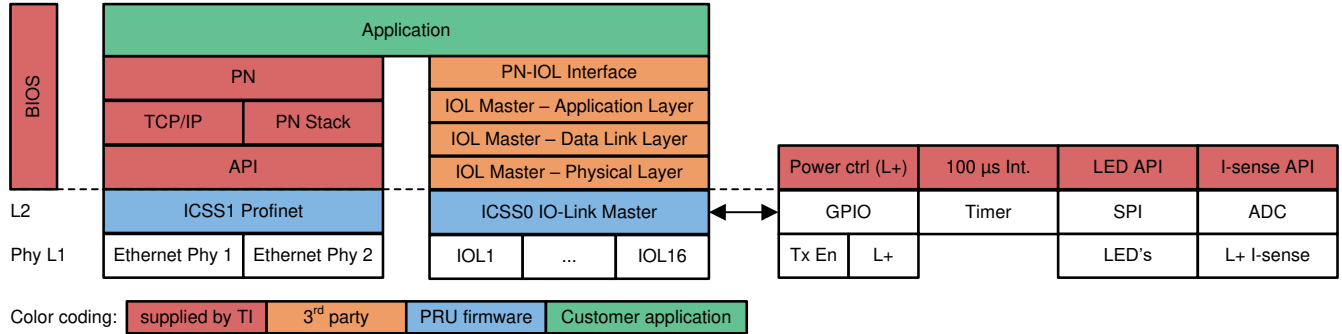 BIOS
Application
PN
PN-IOL Interface
TCP/IP
PN Stack
IOL Master – Application Layer
IOL Master – Data Link Layer
API
IOL Master – Physical Layer
Power ctrl (L+)
100 µs Int.
LED API
I-sense API
L2
ICSS1 Profinet
ICSS0 IO-Link Master
GPIO
Timer
SPI
ADC
Phy L1
Ethernet Phy 1
Ethernet Phy 2
IOL1
...
IOL16
Tx En
L+
LED's
L+ I-sense
Color coding:
supplied by TI
3rd party
PRU firmware
Customer application